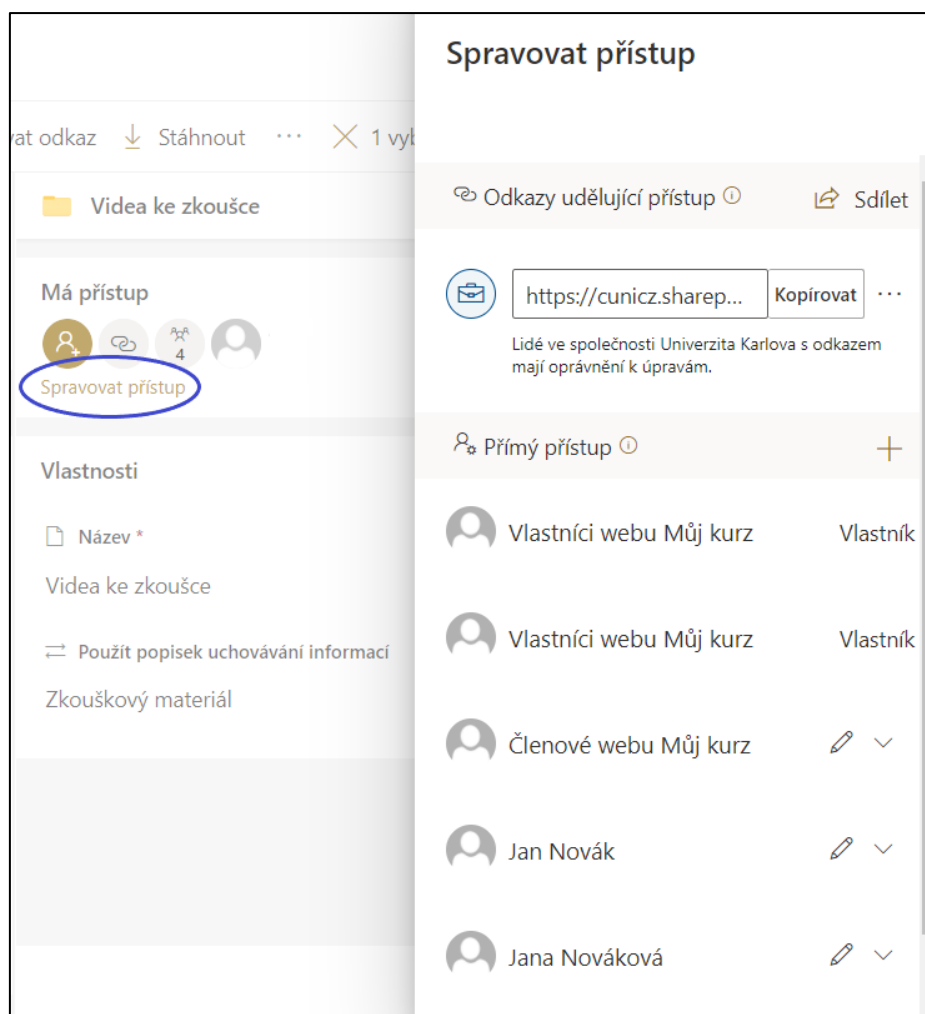 Spravovat přístup
vat odkaz Stáhnout ··· 1 vyb
Videa ke zkoušce
Odkazy udělující přístup Sdílet
Má přístup
4
Spravovat přístup
https://cunicz.sharep... Kopírovat ···
Lidé ve společnosti Univerzita Karlova s odkazem
mají oprávnění k úpravám.
Přímý přístup
Vlastnosti
Název *
Videa ke zkoušce
Použít popisek uchovávání informací
Zkouškový materiál
Vlastníci webu Můj kurz Vlastník
Vlastníci webu Můj kurz Vlastník
Členové webu Můj kurz
Jan Novák
Jana Nováková